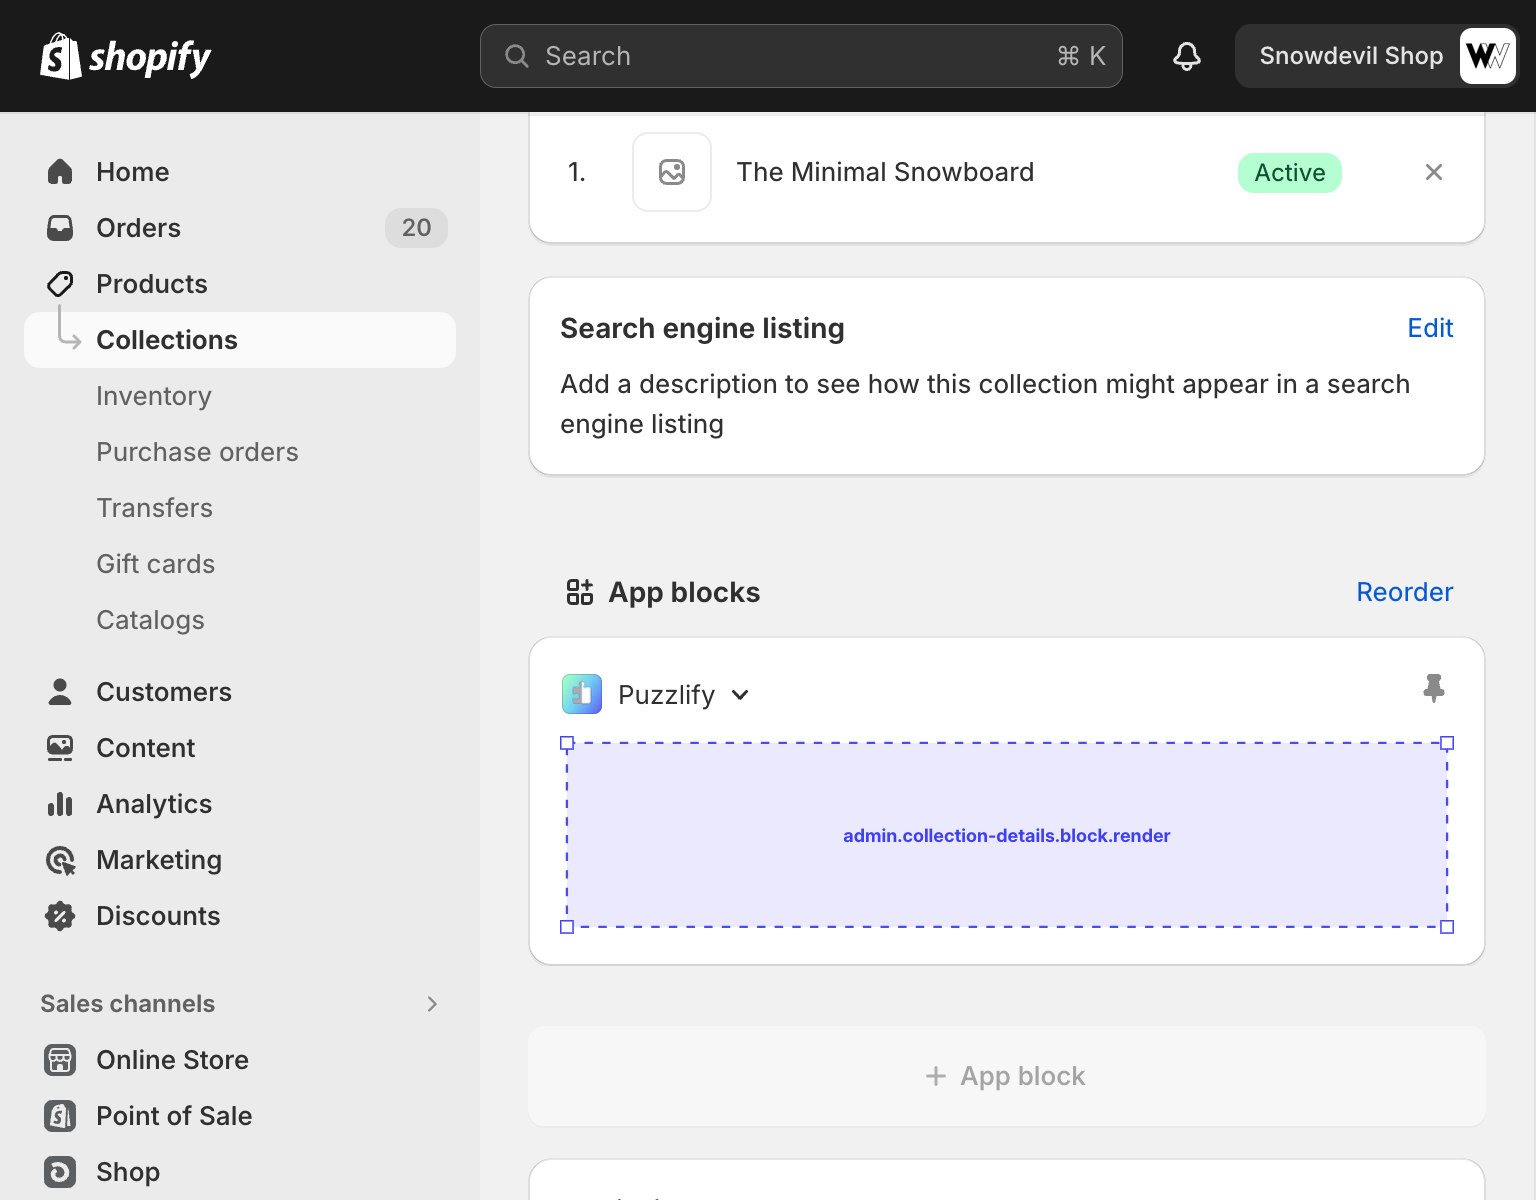 shopify
Search
⌘ K
Snowdevil Shop
Home
Orders
20
Products
Collections
Inventory
Purchase orders
Transfers
Gift cards
Catalogs
Customers
Content
Analytics
Marketing
Discounts
Sales channels
Online Store
Point of Sale
Shop
1.
The Minimal Snowboard
Active
Search engine listing
Edit
Add a description to see how this collection might appear in a search
engine listing
App blocks
Reorder
Puzzlify
admin.collection-details.block.render
+ App block